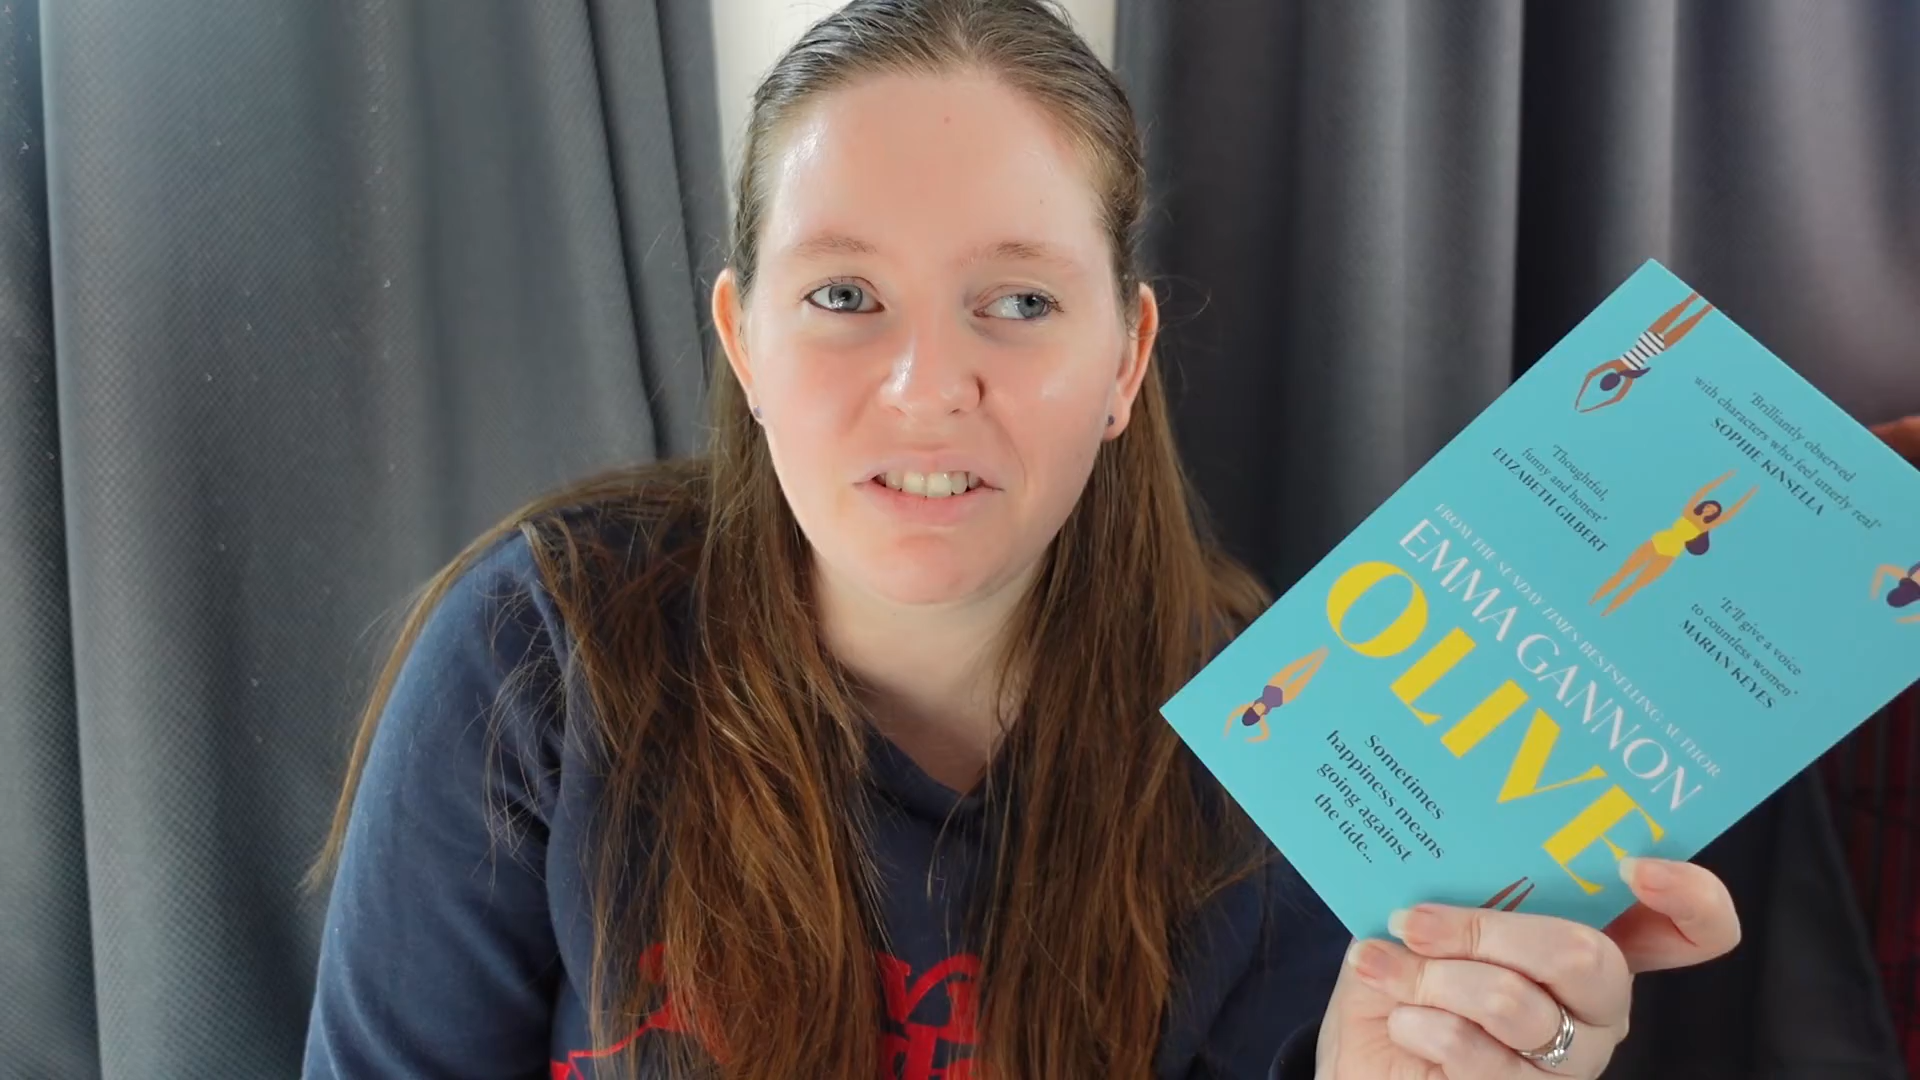 'Brilliantly observed
with characters who feel utterly real'
SOPHIE KINSELLA
'Thoughtful,
funny and honest'
ELIZABETH GILBERT
'It'll give a voice
to countless women'
MARIAN KEYES
FROM THE SUNDAY TIMES BESTSELLING AUTHOR
EMMA GANNON
OLIVE
Sometimes
happiness means
going against
the tide...